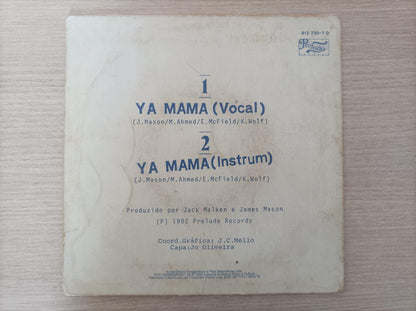 Prelude
812 730-7 D
1
YA MAMA (Vocal)
(J.Mason/M.Ahmed/E.McField/K.Wolf)
2
YA MAMA (Instrum)
(J.Mason/M.Ahmed/E.McField/K.Wolf)
Producido por Jack Malken e James Mason
(P) 1982 Prelude Records
Coord.Gráfica: J.C.Mello
Capa:Jo Oliveira